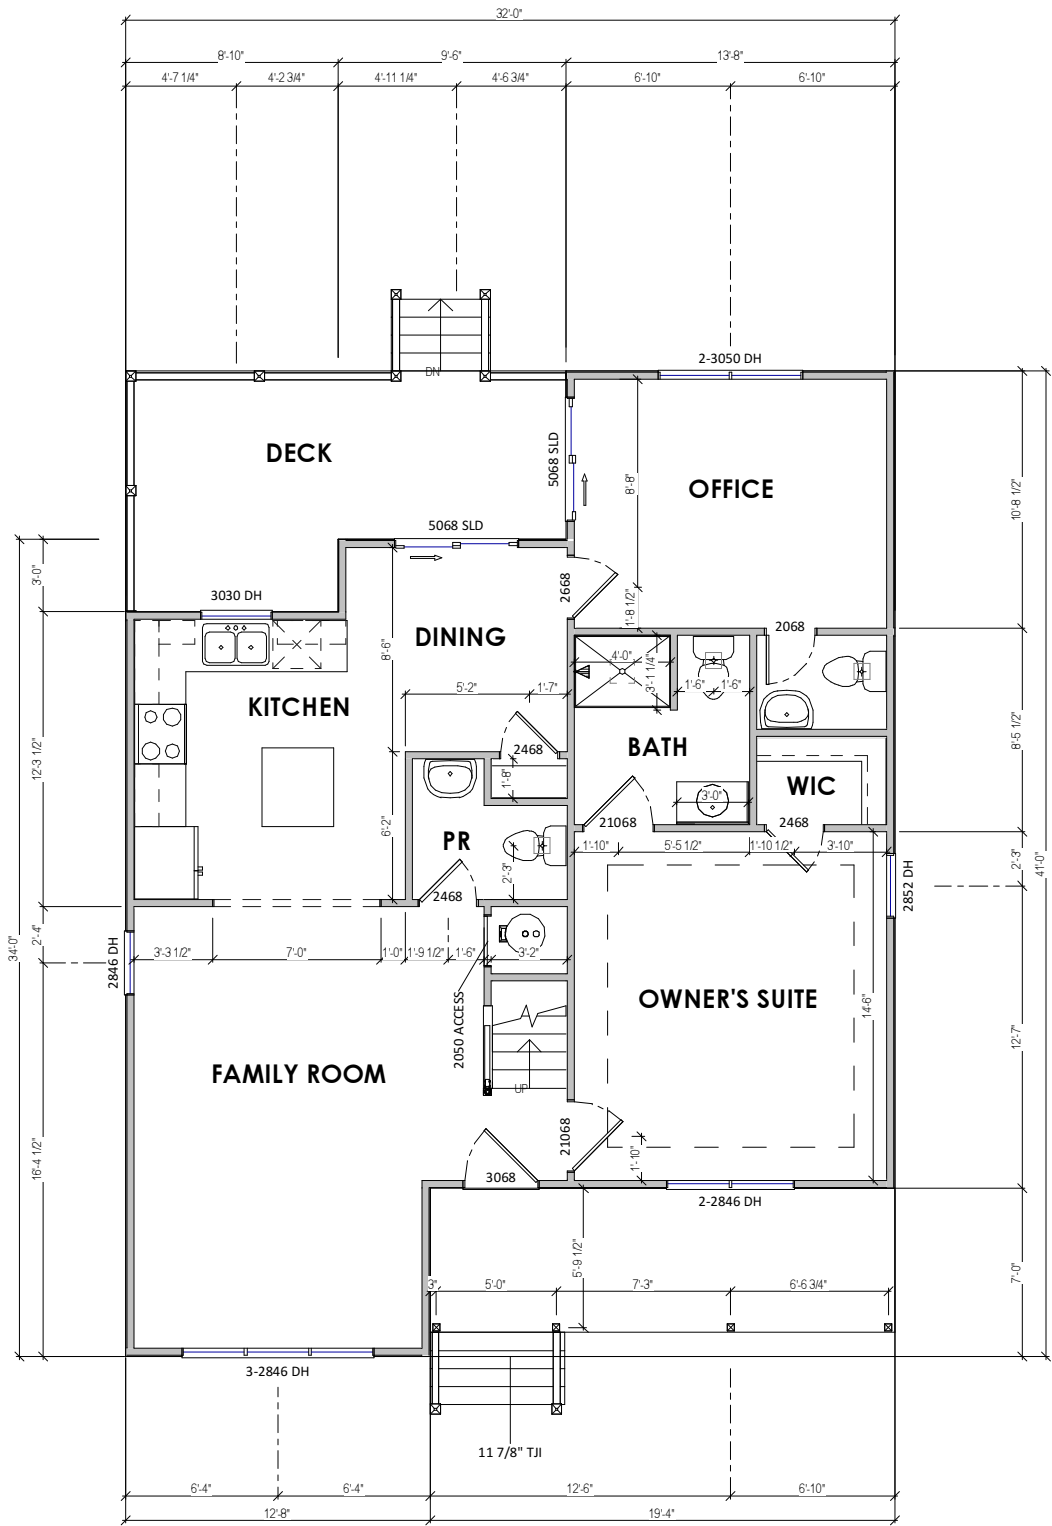 32'-0"
8'-10" 9'-6" 13'-8"
4'-7 1/4" 4'-2 3/4" 4'-11 1/4" 4'-6 3/4" 6'-10" 6'-10"
2-3050 DH
DN
DECK
5068 SLD
OFFICE
8'-8"
10'-8 1/2"
5068 SLD
3'-0"
3030 DH
2668
1'-8 1/2"
2068
DINING
8'-6"
4'-0"
3'-1 1/4"
5'-2" 1'-7"
1'-6" 1'-6"
KITCHEN
BATH
8'-5 1/2"
2468
12'-3 1/2"
1'-8"
WIC
3'-0"
6'-2"
21068
2468
PR
1'-10" 5'-5 1/2" 1'-10 1/2" 3'-10"
2'-3"
2'-3"
41'-0"
2852 DH
2468
2'-4"
34'-0"
2846 DH
3'-3 1/2" 7'-0" 1'-0" 1'-9 1/2" 1'-6" 3'-2"
OWNER'S SUITE
14'-6"
2050 ACCESS
12'-7"
FAMILY ROOM
UP
21068
16'-4 1/2"
1'-10"
3068
2-2846 DH
5'-9 1/2"
7'-0"
3" 5'-0" 7'-3" 6'-6 3/4"
3-2846 DH
11 7/8" TJI
6'-4" 6'-4" 12'-6" 6'-10"
12'-8" 19'-4"